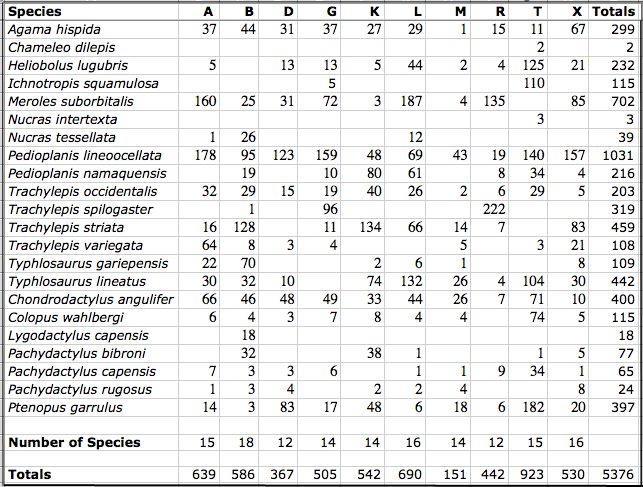 Species A B D G K L M R T X Totals
Agama hispida 37 44 31 37 27 29 1 15 11 67 299
Chameleo dilepis 2 2
Heliobolus lugubris 5 13 13 5 44 2 4 125 21 232
Ichnotropis squamulosa 5 110 115
Meroles suborbitalis 160 25 31 72 3 187 4 135 85 702
Nucras intertexta 3 3
Nucras tessellata 1 26 12 39
Pedioplanis lineoocellata 178 95 123 159 48 69 43 19 140 157 1031
Pedioplanis namaquensis 19 10 80 61 8 34 4 216
Trachylepis occidentalis 32 29 15 19 40 26 2 6 29 5 203
Trachylepis spilogaster 1 96 222 319
Trachylepis striata 16 128 11 134 66 14 7 83 459
Trachylepis variegata 64 8 3 4 5 3 21 108
Typhlosaurus gariepensis 22 70 2 6 1 8 109
Typhlosaurus lineatus 30 32 10 74 132 26 4 104 30 442
Chondrodactylus angulifer 66 46 48 49 33 44 26 7 71 10 400
Colopus wahlbergi 6 4 3 7 8 4 4 74 5 115
Lygodactylus capensis 18 18
Pachydactylus bibroni 32 38 1 1 5 77
Pachydactylus capensis 7 3 3 6 1 1 9 34 1 65
Pachydactylus rugosus 1 3 4 2 2 4 8 24
Ptenopus garrulus 14 3 83 17 48 6 18 6 182 20 397
Number of Species 15 18 12 14 14 16 14 12 15 16
Totals 639 586 367 505 542 690 151 442 923 530 5376